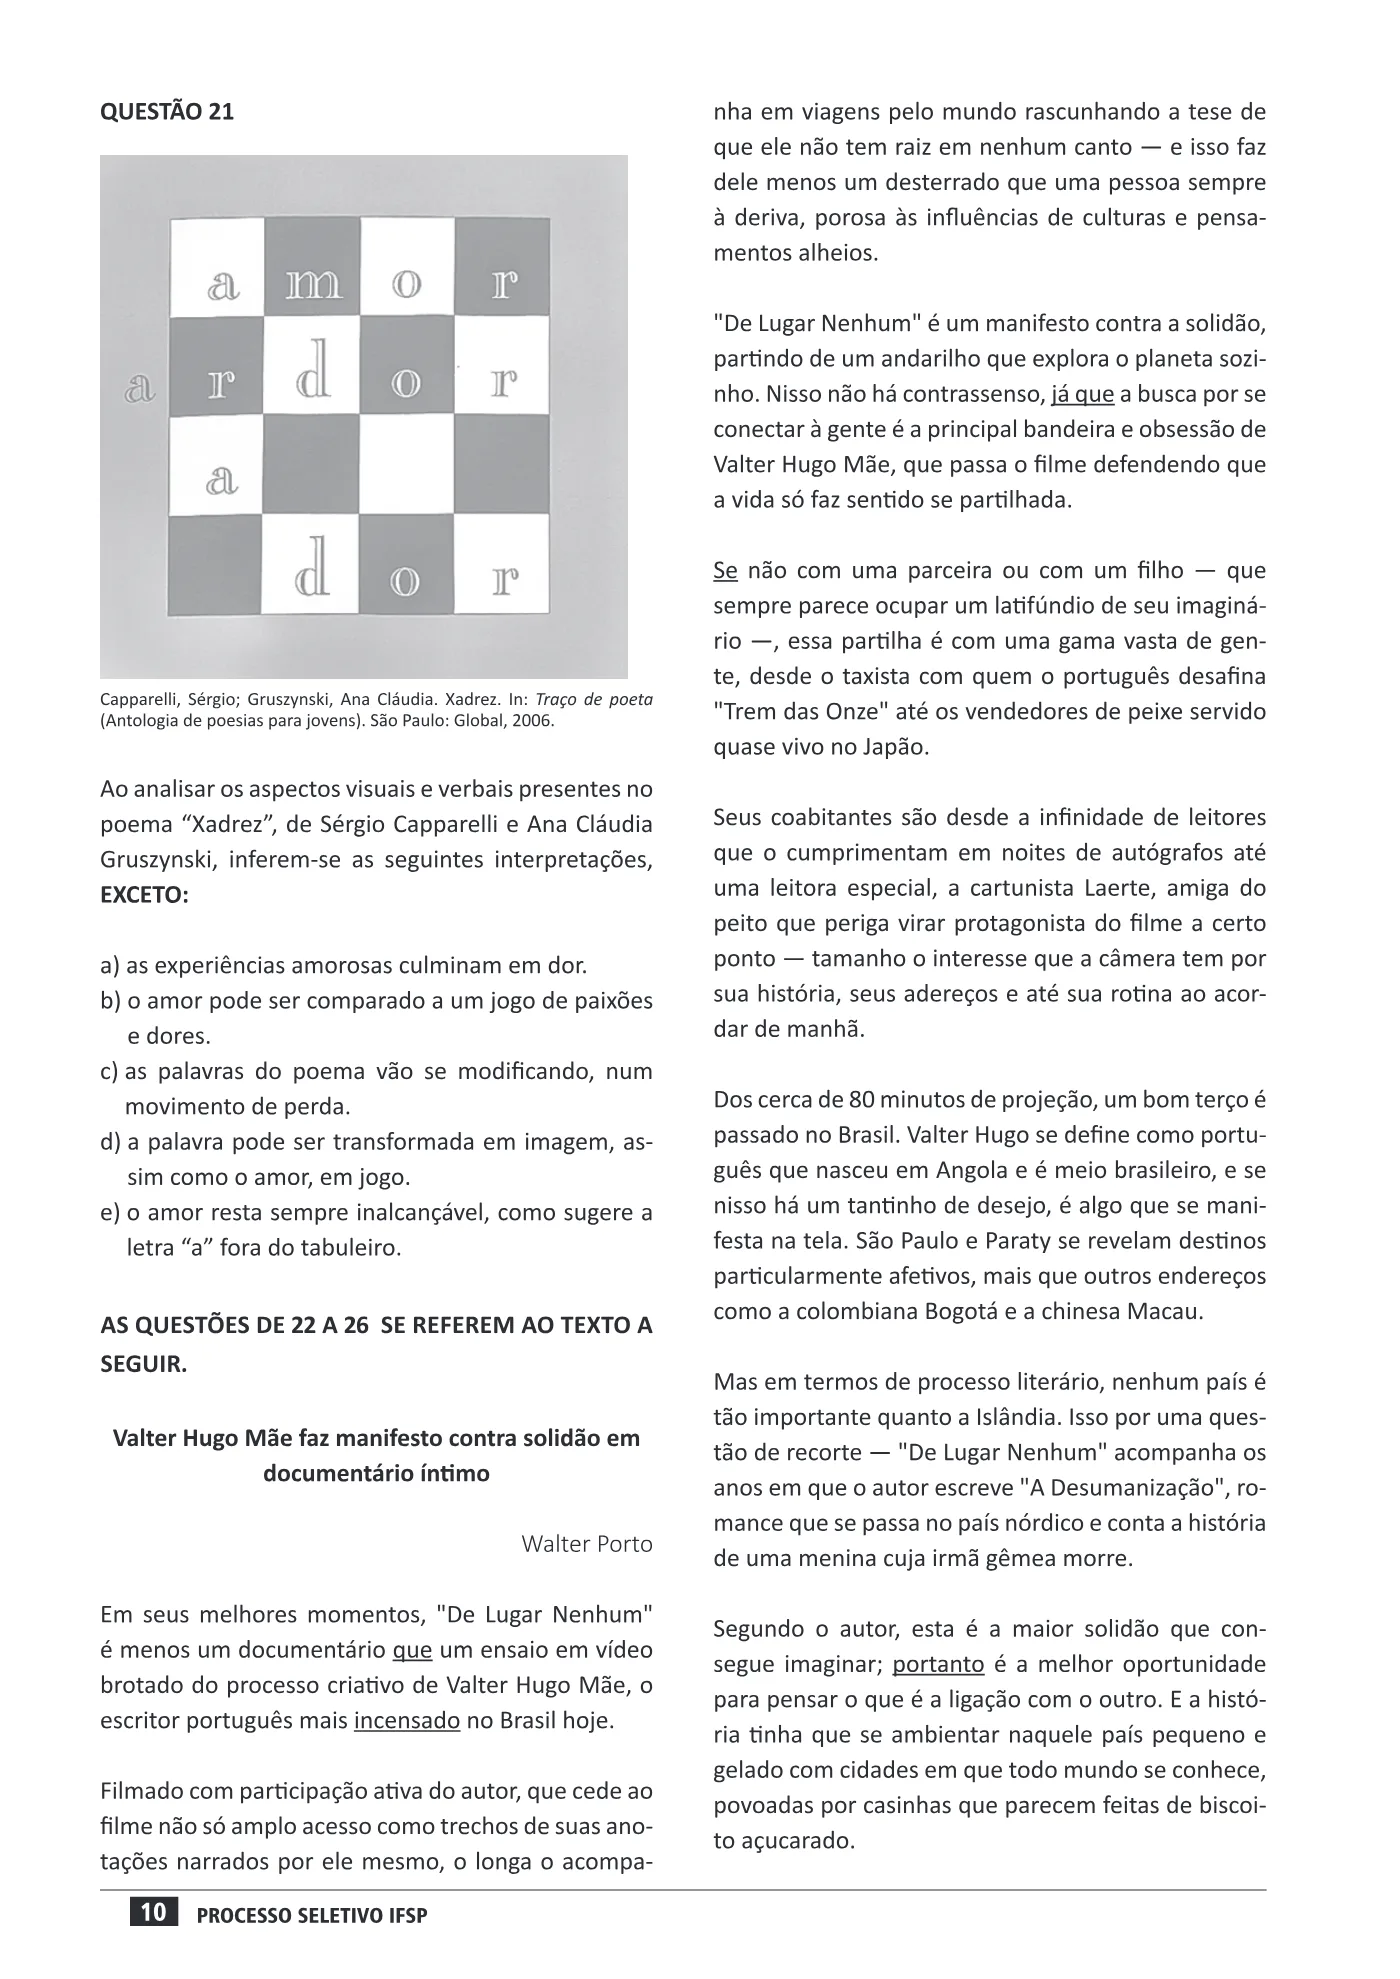 QUESTÃO 21
a m o r
a r d o r
a
d o r
Capparelli, Sérgio; Gruszynski, Ana Cláudia. Xadrez. In: Traço de poeta
(Antologia de poesias para jovens). São Paulo: Global, 2006.
Ao analisar os aspectos visuais e verbais presentes no
poema “Xadrez”, de Sérgio Capparelli e Ana Cláudia
Gruszynski, inferem-se as seguintes interpretações,
EXCETO:
a) as experiências amorosas culminam em dor.
b) o amor pode ser comparado a um jogo de paixões
e dores.
c) as palavras do poema vão se modificando, num
movimento de perda.
d) a palavra pode ser transformada em imagem, as-
sim como o amor, em jogo.
e) o amor resta sempre inalcançável, como sugere a
letra “a” fora do tabuleiro.
AS QUESTÕES DE 22 A 26 SE REFEREM AO TEXTO A
SEGUIR.
Valter Hugo Mãe faz manifesto contra solidão em
documentário íntimo
Walter Porto
Em seus melhores momentos, "De Lugar Nenhum"
é menos um documentário que um ensaio em vídeo
brotado do processo criativo de Valter Hugo Mãe, o
escritor português mais incensado no Brasil hoje.
Filmado com participação ativa do autor, que cede ao
filme não só amplo acesso como trechos de suas ano-
tações narrados por ele mesmo, o longa o acompa-
nha em viagens pelo mundo rascunhando a tese de
que ele não tem raiz em nenhum canto — e isso faz
dele menos um desterrado que uma pessoa sempre
à deriva, porosa às influências de culturas e pensa-
mentos alheios.
"De Lugar Nenhum" é um manifesto contra a solidão,
partindo de um andarilho que explora o planeta sozi-
nho. Nisso não há contrassenso, já que a busca por se
conectar à gente é a principal bandeira e obsessão de
Valter Hugo Mãe, que passa o filme defendendo que
a vida só faz sentido se partilhada.
Se não com uma parceira ou com um filho — que
sempre parece ocupar um latifúndio de seu imaginá-
rio —, essa partilha é com uma gama vasta de gen-
te, desde o taxista com quem o português desafina
"Trem das Onze" até os vendedores de peixe servido
quase vivo no Japão.
Seus coabitantes são desde a infinidade de leitores
que o cumprimentam em noites de autógrafos até
uma leitora especial, a cartunista Laerte, amiga do
peito que periga virar protagonista do filme a certo
ponto — tamanho o interesse que a câmera tem por
sua história, seus adereços e até sua rotina ao acor-
dar de manhã.
Dos cerca de 80 minutos de projeção, um bom terço é
passado no Brasil. Valter Hugo se define como portu-
guês que nasceu em Angola e é meio brasileiro, e se
nisso há um tantinho de desejo, é algo que se mani-
festa na tela. São Paulo e Paraty se revelam destinos
particularmente afetivos, mais que outros endereços
como a colombiana Bogotá e a chinesa Macau.
Mas em termos de processo literário, nenhum país é
tão importante quanto a Islândia. Isso por uma ques-
tão de recorte — "De Lugar Nenhum" acompanha os
anos em que o autor escreve "A Desumanização", ro-
mance que se passa no país nórdico e conta a história
de uma menina cuja irmã gêmea morre.
Segundo o autor, esta é a maior solidão que con-
segue imaginar; portanto é a melhor oportunidade
para pensar o que é a ligação com o outro. E a histó-
ria tinha que se ambientar naquele país pequeno e
gelado com cidades em que todo mundo se conhece,
povoadas por casinhas que parecem feitas de biscoi-
to açucarado.
10 PROCESSO SELETIVO IFSP